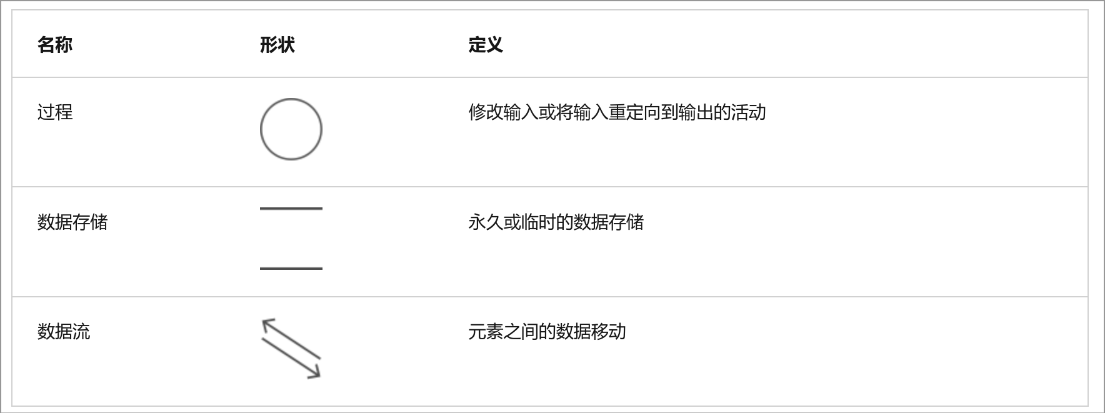 名称 形状 定义
过程 修改输入或将输入重定向到输出的活动
数据存储 永久或临时的数据存储
数据流 元素之间的数据移动